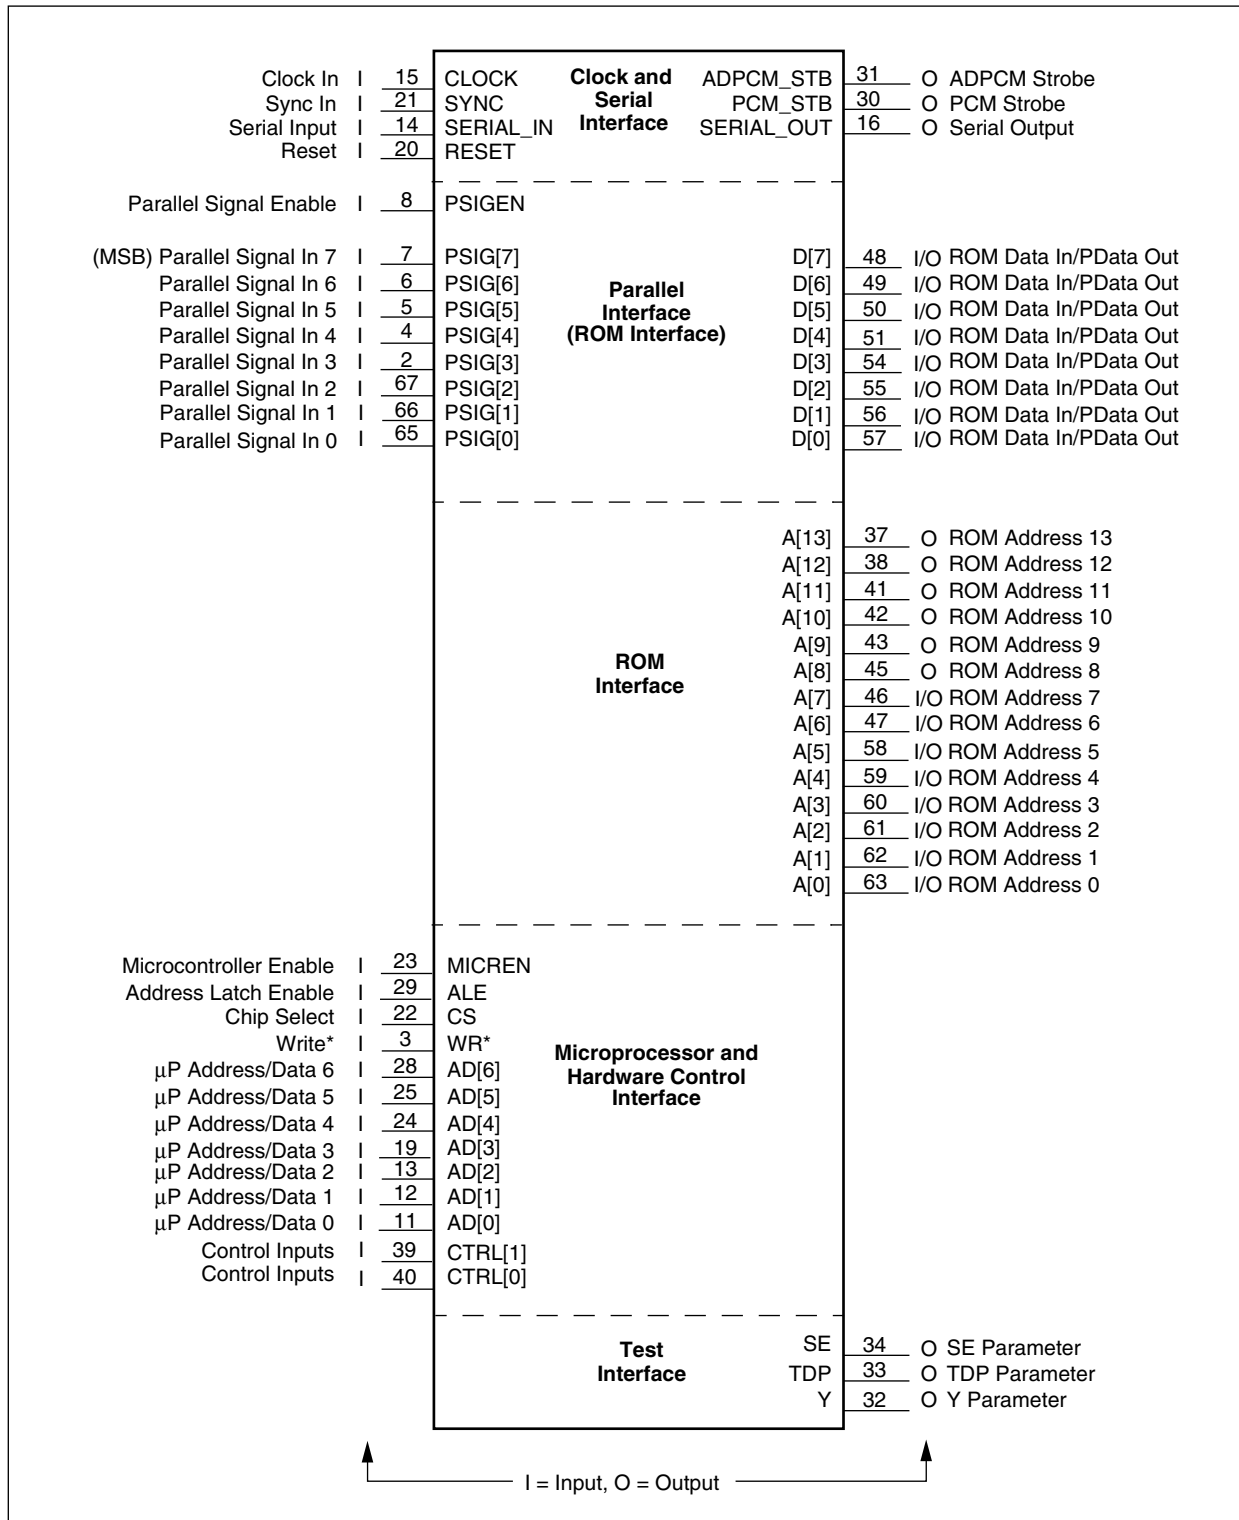 Clock In I 15 CLOCK Clock and ADPCM_STB 31 O ADPCM Strobe
Sync In I 21 SYNC Serial PCM_STB 30 O PCM Strobe
Serial Input I 14 SERIAL_IN Interface SERIAL_OUT 16 O Serial Output
Reset I 20 RESET
Parallel Signal Enable I 8 PSIGEN
(MSB) Parallel Signal In 7 I 7 PSIG[7] D[7] 48 I/O ROM Data In/PData Out
Parallel Signal In 6 I 6 PSIG[6] Parallel D[6] 49 I/O ROM Data In/PData Out
Parallel Signal In 5 I 5 PSIG[5] Interface D[5] 50 I/O ROM Data In/PData Out
Parallel Signal In 4 I 4 PSIG[4] (ROM Interface) D[4] 51 I/O ROM Data In/PData Out
Parallel Signal In 3 I 2 PSIG[3] D[3] 54 I/O ROM Data In/PData Out
Parallel Signal In 2 I 67 PSIG[2] D[2] 55 I/O ROM Data In/PData Out
Parallel Signal In 1 I 66 PSIG[1] D[1] 56 I/O ROM Data In/PData Out
Parallel Signal In 0 I 65 PSIG[0] D[0] 57 I/O ROM Data In/PData Out
A[13] 37 O ROM Address 13
A[12] 38 O ROM Address 12
A[11] 41 O ROM Address 11
A[10] 42 O ROM Address 10
A[9] 43 O ROM Address 9
ROM A[8] 45 O ROM Address 8
Interface A[7] 46 I/O ROM Address 7
A[6] 47 I/O ROM Address 6
A[5] 58 I/O ROM Address 5
A[4] 59 I/O ROM Address 4
A[3] 60 I/O ROM Address 3
A[2] 61 I/O ROM Address 2
A[1] 62 I/O ROM Address 1
A[0] 63 I/O ROM Address 0
Microcontroller Enable I 23 MICREN
Address Latch Enable I 29 ALE
Chip Select I 22 CS
Write* I 3 WR* Microprocessor and
µP Address/Data 6 I 28 AD[6] Hardware Control
µP Address/Data 5 I 25 AD[5] Interface
µP Address/Data 4 I 24 AD[4]
µP Address/Data 3 I 19 AD[3]
µP Address/Data 2 I 13 AD[2]
µP Address/Data 1 I 12 AD[1]
µP Address/Data 0 I 11 AD[0]
Control Inputs I 39 CTRL[1]
Control Inputs I 40 CTRL[0]
Test SE 34 O SE Parameter
Interface TDP 33 O TDP Parameter
Y 32 O Y Parameter
I = Input, O = Output